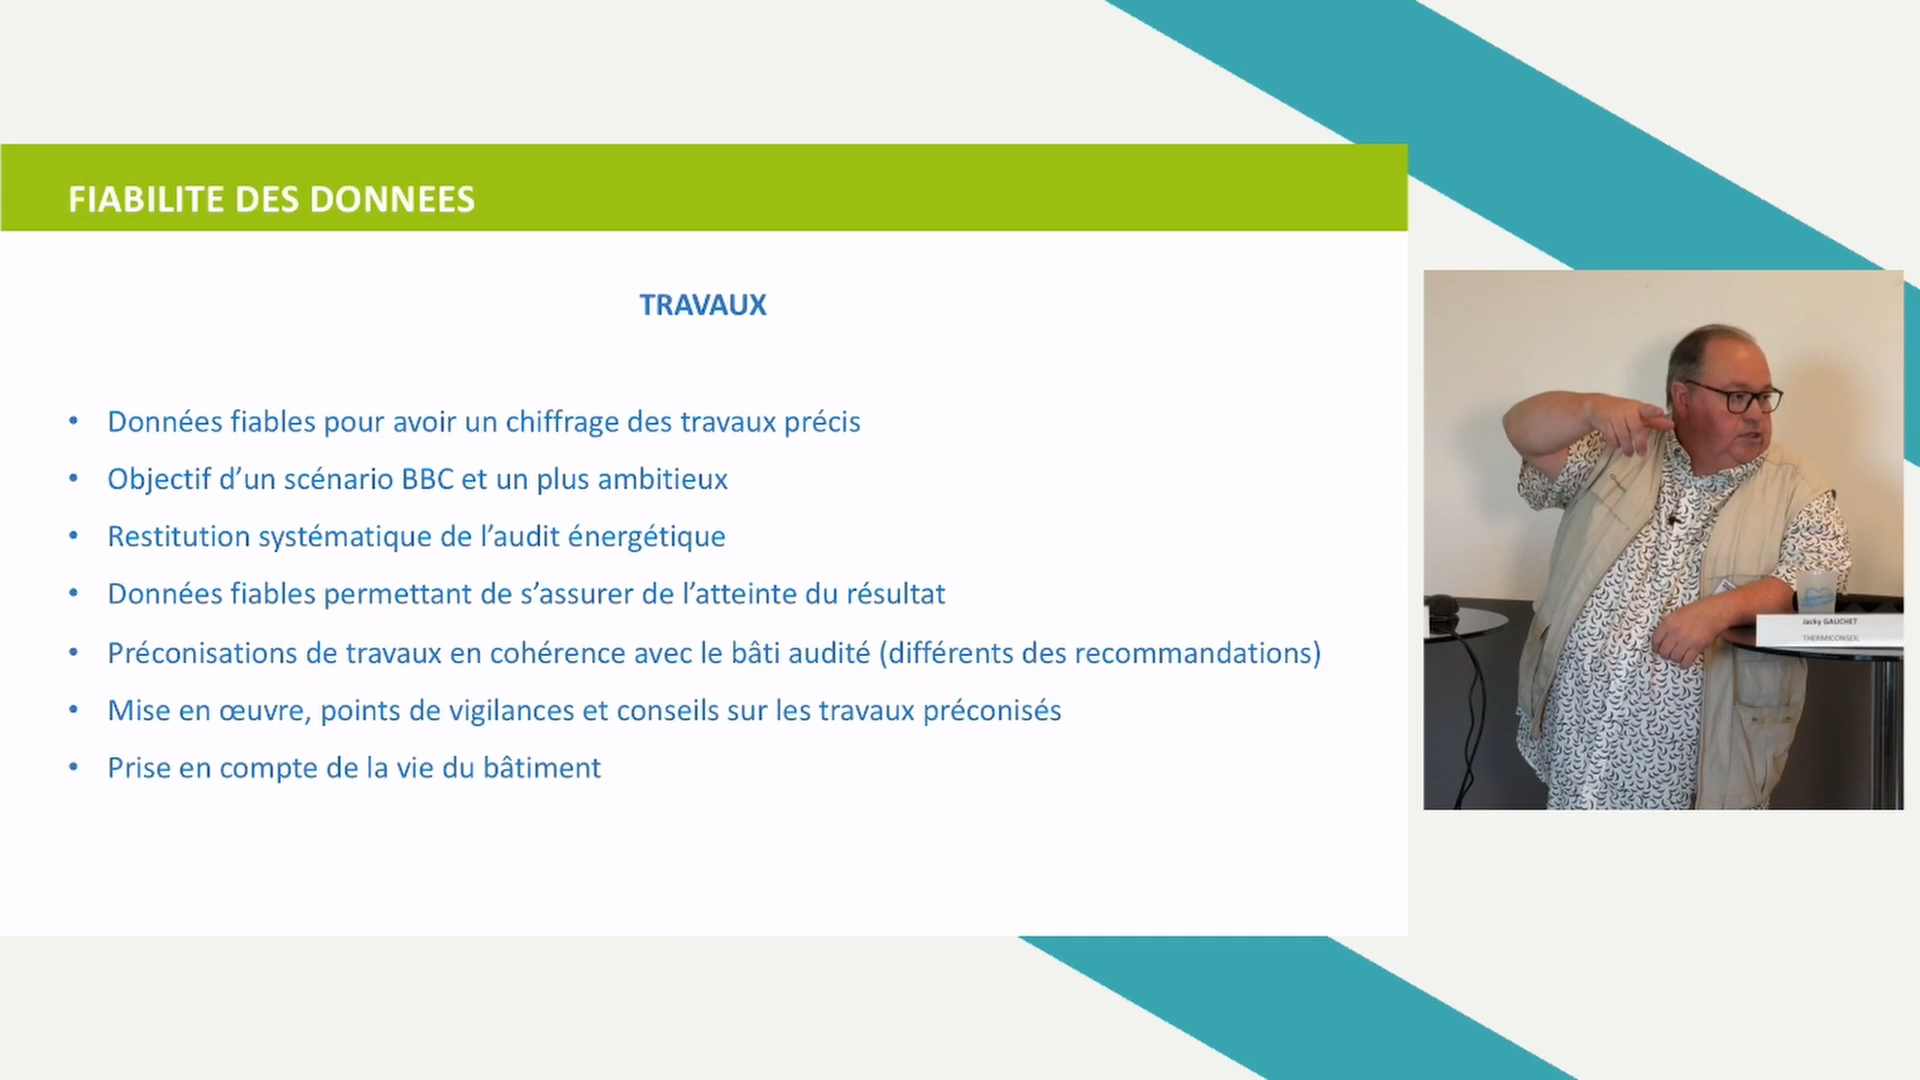 FIABILITE DES DONNEES
TRAVAUX
• Données fiables pour avoir un chiffrage des travaux précis
• Objectif d’un scénario BBC et un plus ambitieux
• Restitution systématique de l’audit énergétique
• Données fiables permettant de s’assurer de l’atteinte du résultat
• Préconisations de travaux en cohérence avec le bâti audité (différents des recommandations)
• Mise en œuvre, points de vigilances et conseils sur les travaux préconisés
• Prise en compte de la vie du bâtiment
Jacky GAUCHET
THERMICONSEIL